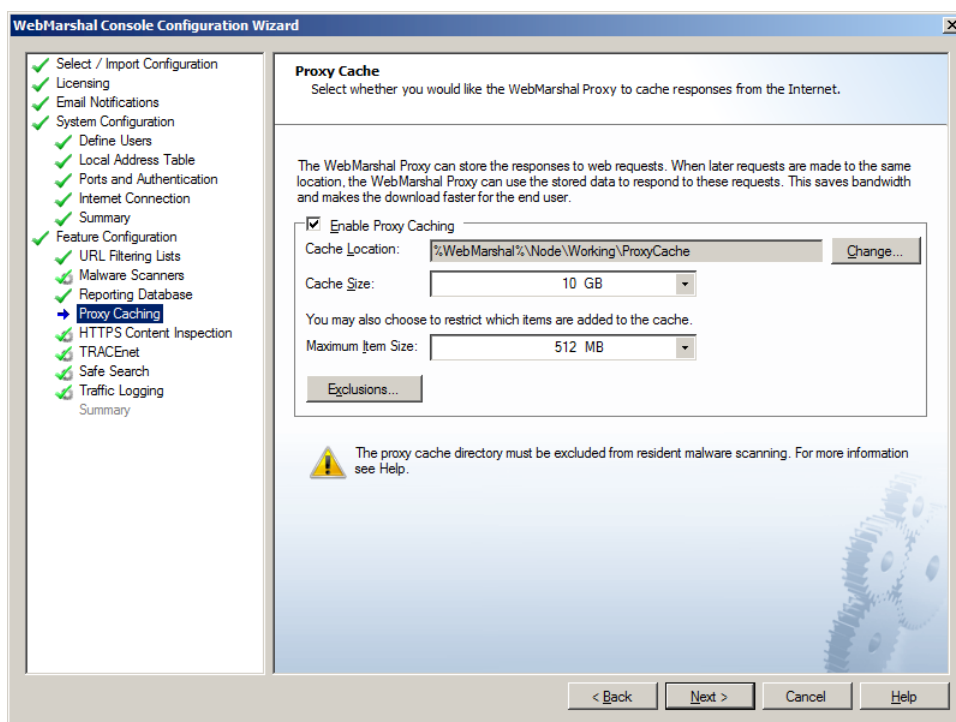 WebMarshal Console Configuration Wizard
Select / Import Configuration
Licensing
Email Notifications
System Configuration
Define Users
Local Address Table
Ports and Authentication
Internet Connection
Summary
Feature Configuration
URL Filtering Lists
Malware Scanners
Reporting Database
Proxy Caching
HTTPS Content Inspection
TRACEnet
Safe Search
Traffic Logging
Summary
Proxy Cache
Select whether you would like the WebMarshal Proxy to cache responses from the Internet.
The WebMarshal Proxy can store the responses to web requests. When later requests are made to the same
location, the WebMarshal Proxy can use the stored data to respond to these requests. This saves bandwidth
and makes the download faster for the end user.
Enable Proxy Caching
Cache Location: %WebMarshal%\Node\Working\ProxyCache Change...
Cache Size: 10 GB
You may also choose to restrict which items are added to the cache.
Maximum Item Size: 512 MB
Exclusions...
The proxy cache directory must be excluded from resident malware scanning. For more information
see Help.
< Back Next > Cancel Help